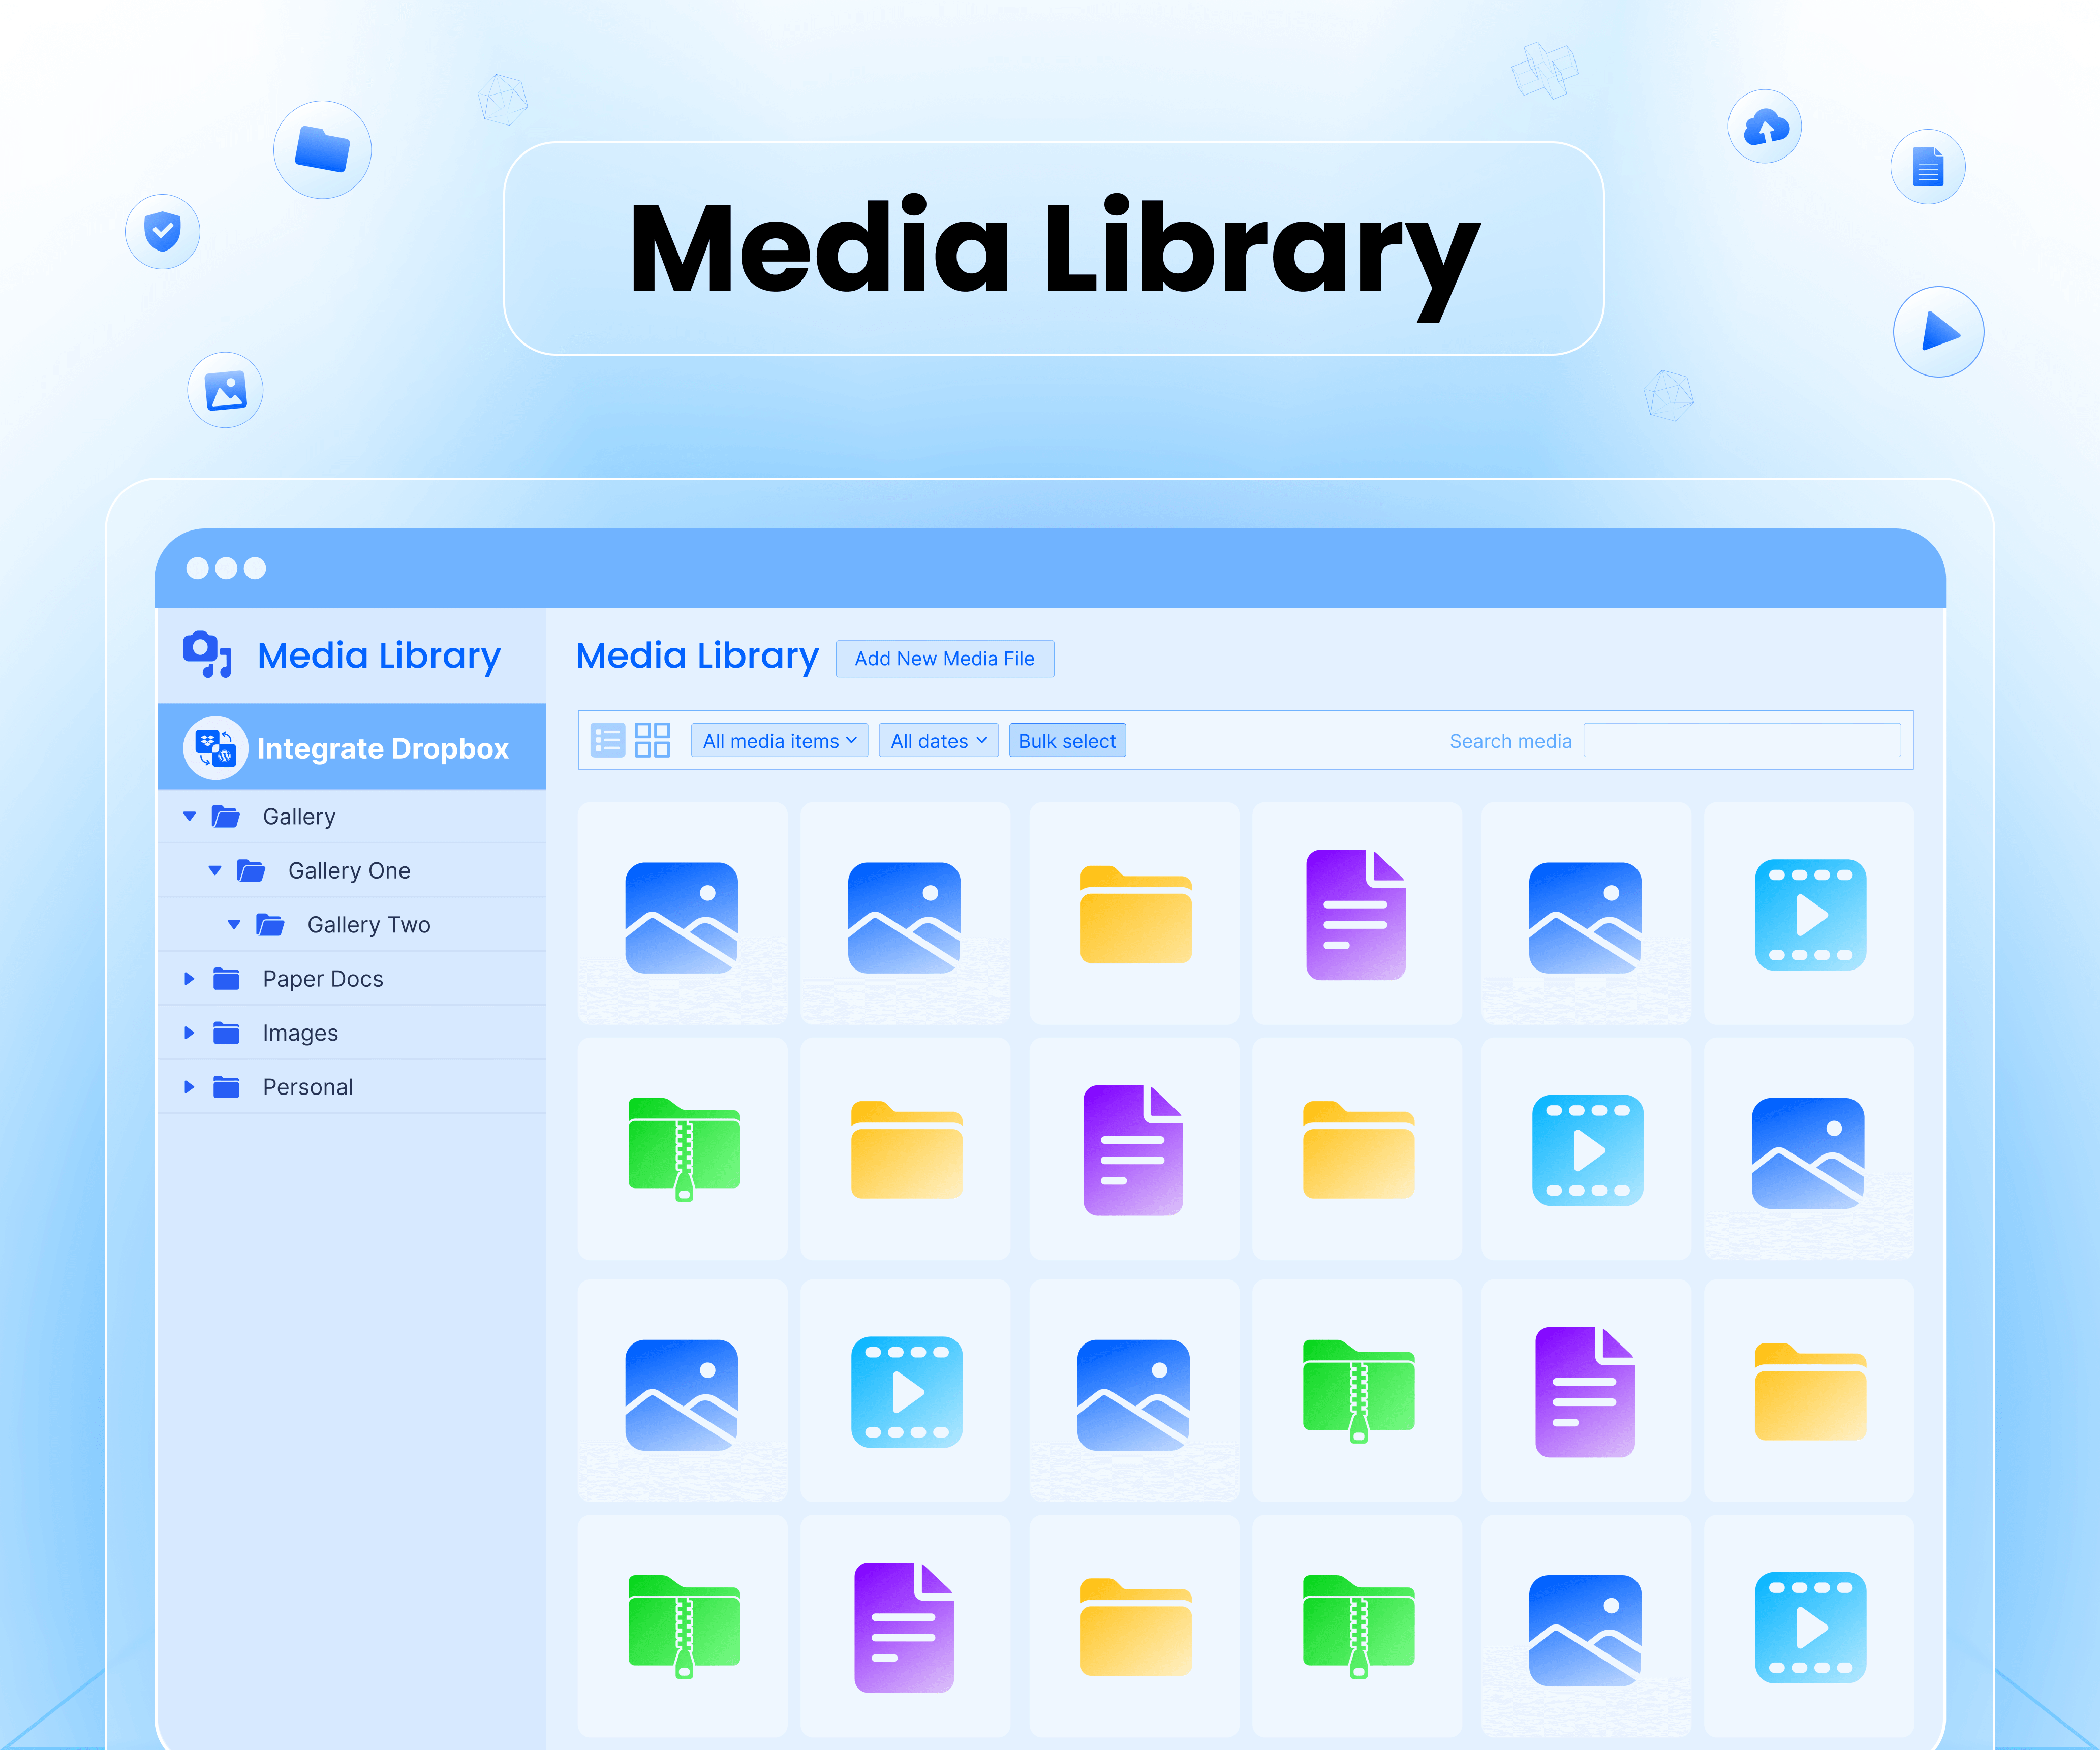 Media Library
Media Library
Media Library
Add New Media File
Integrate Dropbox
All media items
All dates
Bulk select
Search media
Gallery
Gallery One
Gallery Two
Paper Docs
Images
Personal